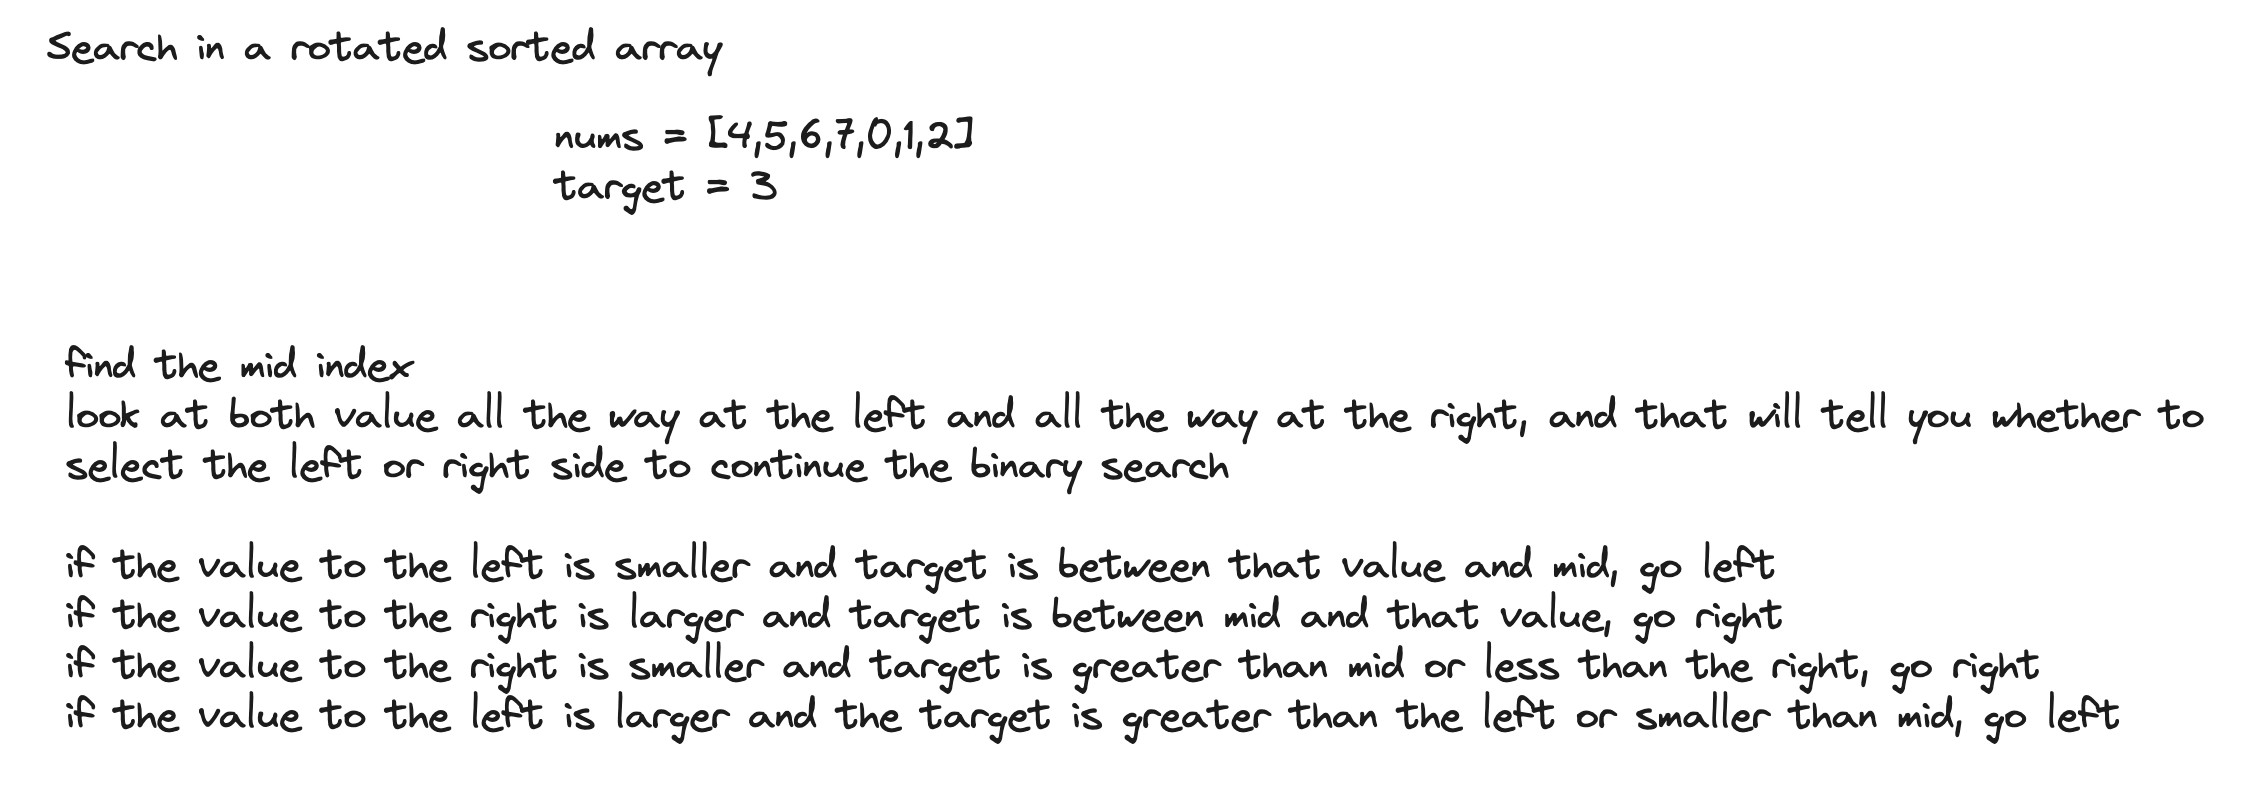 Search in a rotated sorted array
nums = [4,5,6,7,0,1,2]
target = 3
find the mid index
look at both value all the way at the left and all the way at the right, and that will tell you whether to
select the left or right side to continue the binary search
if the value to the left is smaller and target is between that value and mid, go left
if the value to the right is larger and target is between mid and that value, go right
if the value to the right is smaller and target is greater than mid or less than the right, go right
if the value to the left is larger and the target is greater than the left or smaller than mid, go left